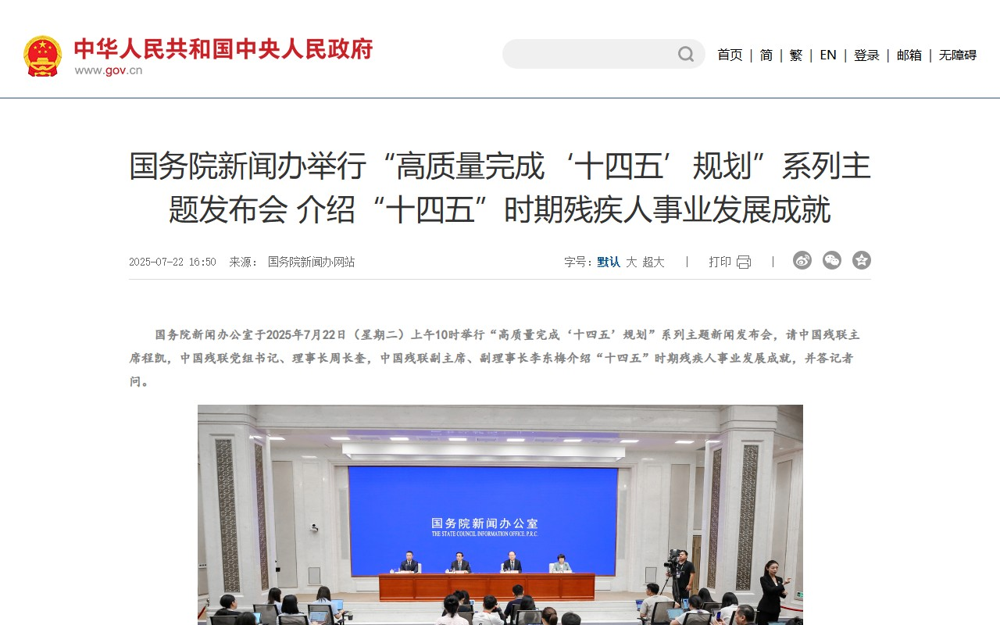 中华人民共和国中央人民政府
www.gov.cn
首页 | 简 | 繁 | EN | 登录 | 邮箱 | 无障碍
国务院新闻办举行“高质量完成‘十四五’规划”系列主
题发布会 介绍“十四五”时期残疾人事业发展成就
2025-07-22 16:50 来源： 国务院新闻办网站
字号：默认 大 超大 | 打印 |
国务院新闻办公室于2025年7月22日（星期二）上午10时举行“高质量完成‘十四五’规划”系列主题新闻发布会，请中国残联主
席程凯，中国残联党组书记、理事长周长奎，中国残联副主席、副理事长李东梅介绍“十四五”时期残疾人事业发展成就，并答记者
问。
国务院新闻办公室
THE STATE COUNCIL INFORMATION OFFICE, P.R.C.